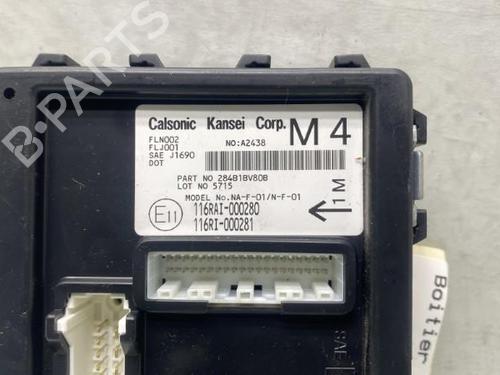 B-PARTS
Calsonic Kansei Corp. M4
FLN002
FLJ001 NO:A2438
SAE J1690
DOT
PART NO 284B1BV80B
LOT NO 5715
MODEL No.NA-F-01/N-F-01
E11 116RAI-000280
116RI-000281
1M
Boitier
SAE